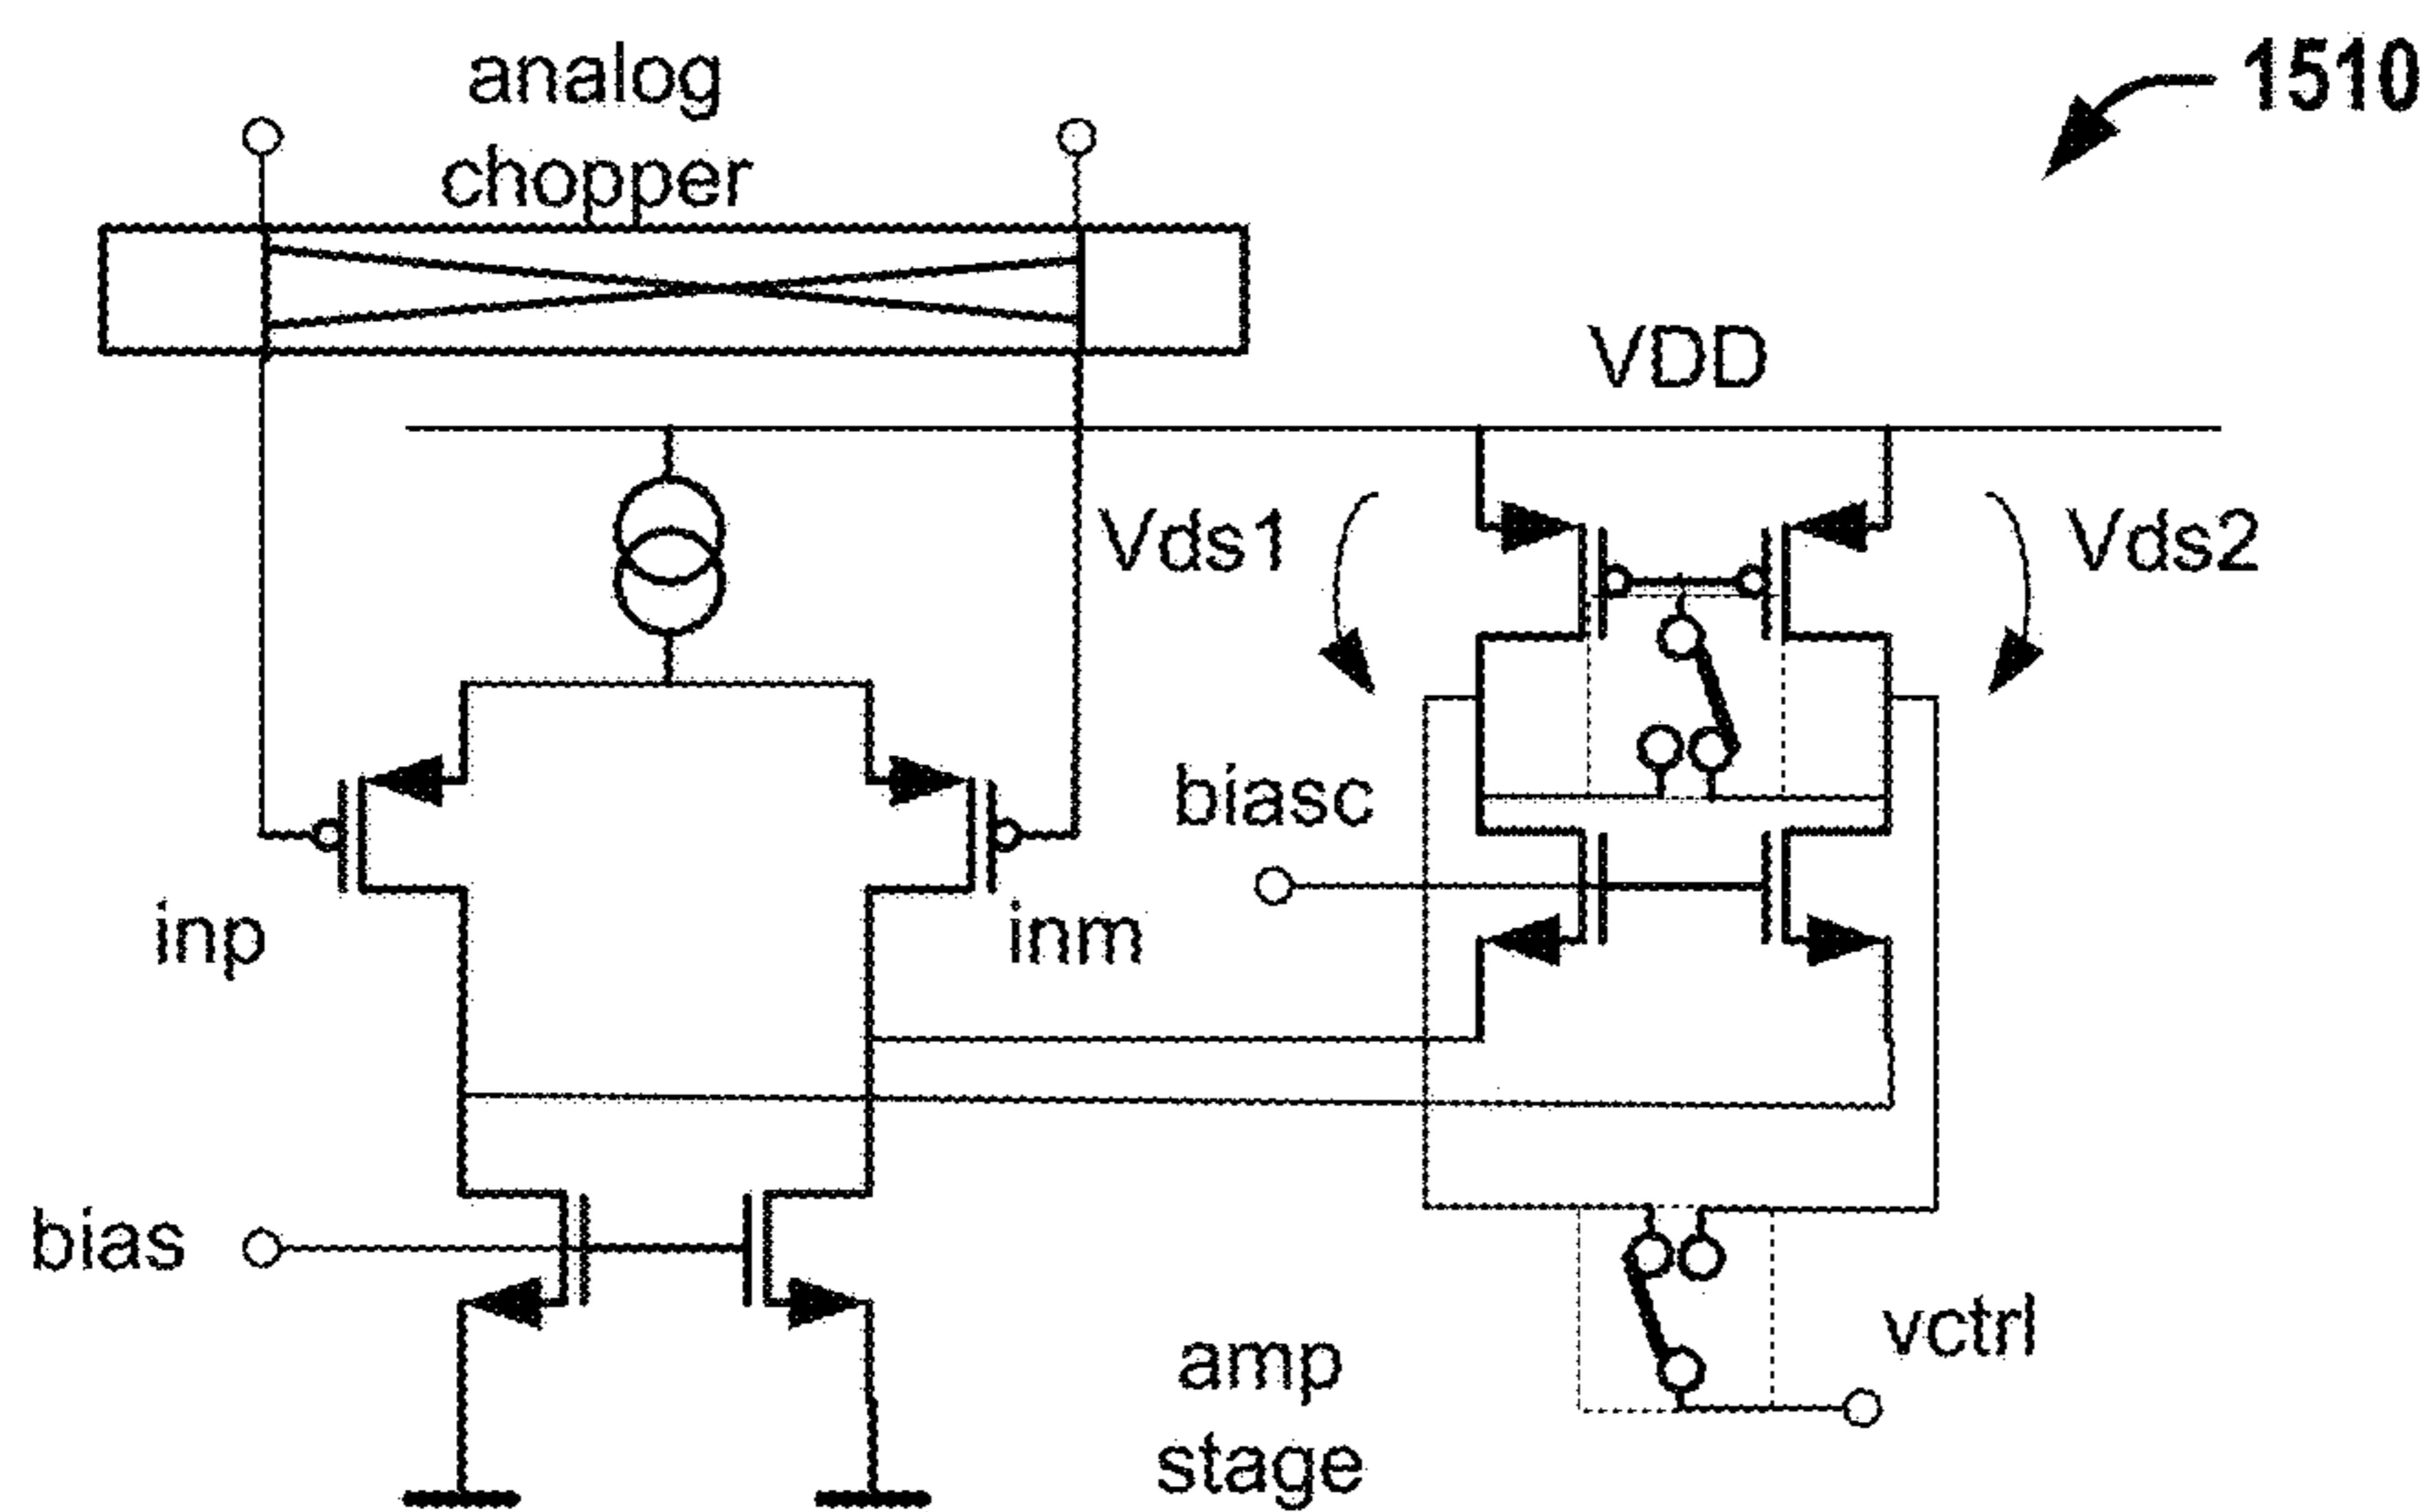 analog
chopper
1510
VDD
Vds1
Vds2
biasc
inp
inm
bias
vctrl
amp
stage